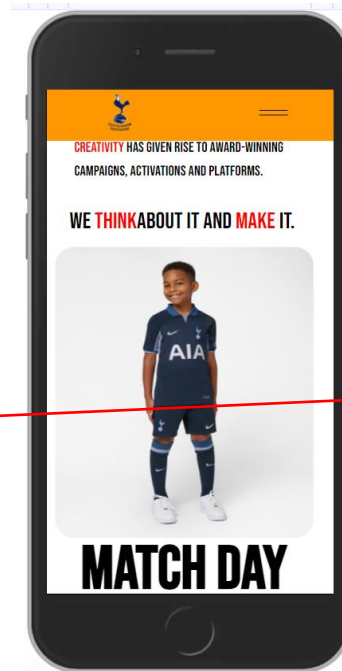 CREATIVITY HAS GIVEN RISE TO AWARD-WINNING
CAMPAIGNS, ACTIVATIONS AND PLATFORMS.
WE THINKABOUT IT AND MAKE IT.
AIA
MATCH DAY